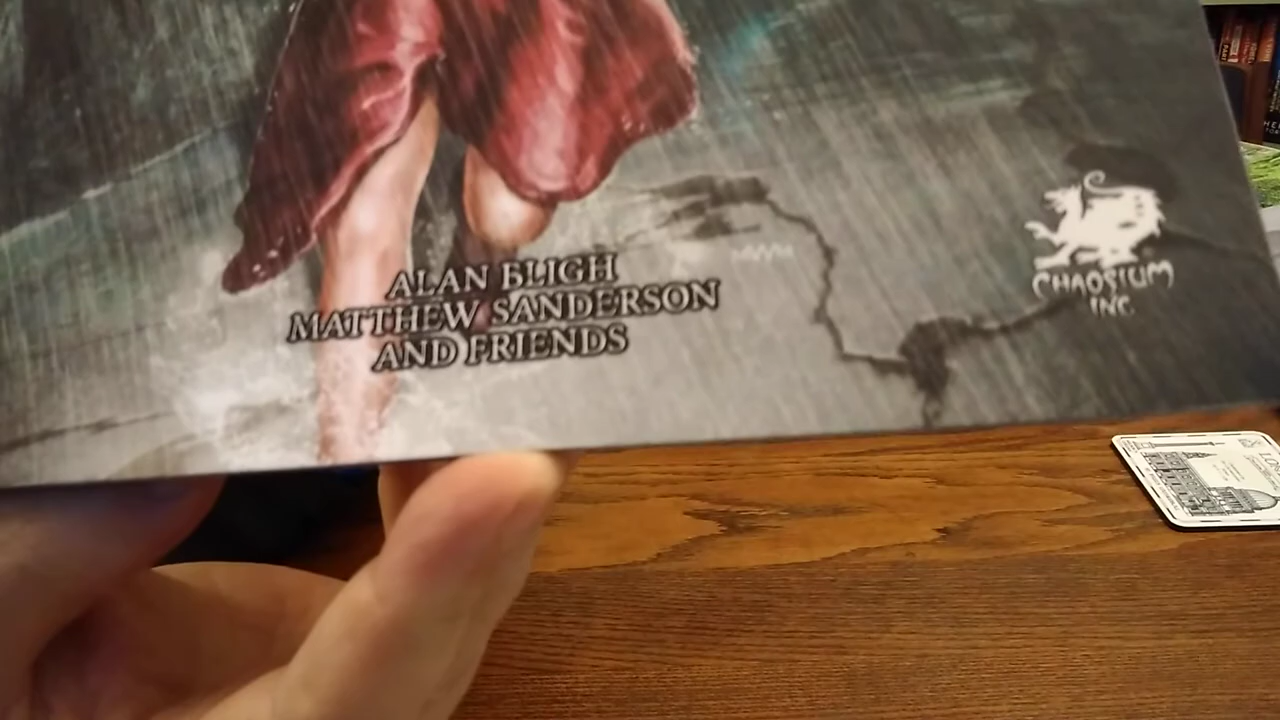 ALAN BLIGH
MATTHEW SANDERSON
AND FRIENDS
CHAOSIUM
INC.